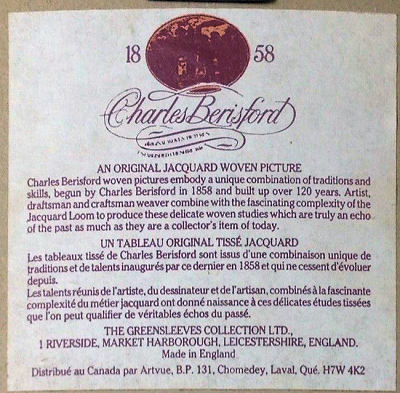 18 58
Charles Berisford
AN ORIGINAL JACQUARD WOVEN PICTURE
Charles Berisford woven pictures embody a unique combination of traditions and
skills, begun by Charles Berisford in 1858 and built up over 120 years. Artist,
draftsman and craftsman weaver combine with the fascinating complexity of the
Jacquard Loom to produce these delicate woven studies which are truly an echo
of the past as much as they are a collector's item of today.
UN TABLEAU ORIGINAL TISSÉ JACQUARD
Les tableaux tissé de Charles Berisford sont issus d'une combinaison unique de
traditions et de talents inaugurés par ce dernier en 1858 et qui ne cessent d'évoluer
depuis.
Les talents réunis de l'artiste, du dessinateur et de l'artisan, combinés à la fascinante
complexité du métier jacquard ont donné naissance à ces délicates études tissées
que l'on peut qualifier de véritables échos du passé.
THE GREENSLEEVES COLLECTION LTD.,
1 RIVERSIDE, MARKET HARBOROUGH, LEICESTERSHIRE, ENGLAND.
Made in England
Distribué au Canada par Artvue, B.P. 131, Chomedey, Laval, Qué. H7W 4K2